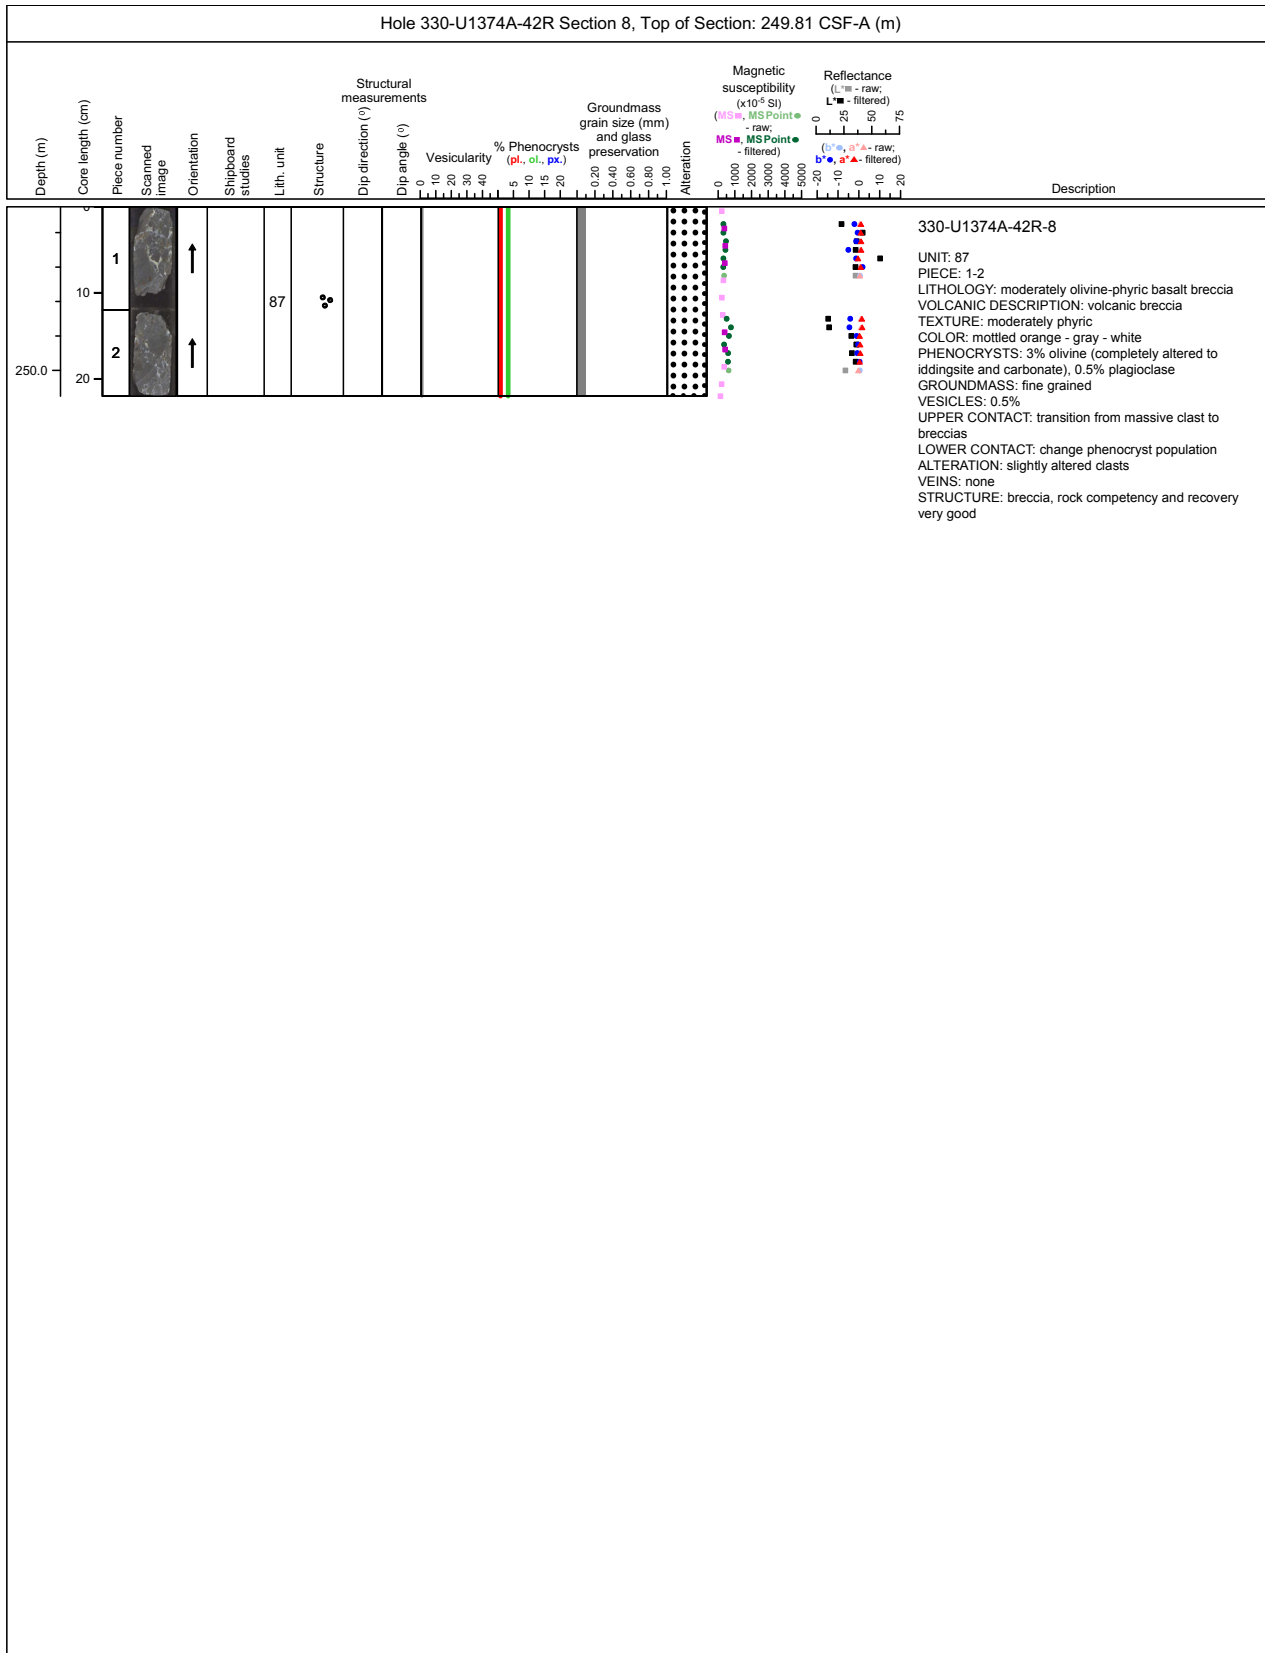 Hole 330-U1374A-42R Section 8, Top of Section: 249.81 CSF-A (m)
Depth (m)
Core length (cm)
Piece number
Scanned
image
Orientation
Shipboard
studies
Lith. unit
Structure
Structural
measurements
Dip direction (º)
Dip angle (º)
Vesicularity
0 10 20 30 40
% Phenocrysts
(pl., ol., px.)
5 10 15 20
Groundmass
grain size (mm)
and glass
preservation
0.20 0.40 0.60 0.80 1.00
Alteration
Magnetic
susceptibility
(x10-5 SI)
(MS■, MSPoint●
- raw;
MS■, MSPoint●
- filtered)
0 1000 2000 3000 4000 5000
Reflectance
(L*■ - raw;
L*■ - filtered)
0 25 50 75
(b*●, a*▲- raw;
b*●, a*▲- filtered)
-20 -10 0 10 20
Description
0
1
10
87
2
250.0
20
330-U1374A-42R-8
UNIT: 87
PIECE: 1-2
LITHOLOGY: moderately olivine-phyric basalt breccia
VOLCANIC DESCRIPTION: volcanic breccia
TEXTURE: moderately phyric
COLOR: mottled orange - gray - white
PHENOCRYSTS: 3% olivine (completely altered to
iddingsite and carbonate), 0.5% plagioclase
GROUNDMASS: fine grained
VESICLES: 0.5%
UPPER CONTACT: transition from massive clast to
breccias
LOWER CONTACT: change phenocryst population
ALTERATION: slightly altered clasts
VEINS: none
STRUCTURE: breccia, rock competency and recovery
very good